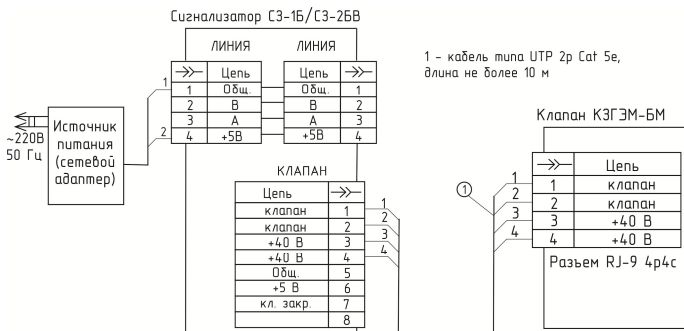 Сигнализатор СЗ-1Б/СЗ-2БВ
ЛИНИЯ ЛИНИЯ
Цепь Цепь
1 1 Общ. Общ. 1
2 В В 2
3 А А 3
2 4 +5В +5В 4
~220В
50 Гц
Источник
питания
(сетевой
адаптер)
КЛАПАН
Цепь
клапан 1 1
клапан 2 2
+40 В 3 3
+40 В 4 4
Общ. 5
+5 В 6
кл. закр. 7
8
1 - кабель типа UTP 2р Cat 5e,
длина не более 10 м
Клапан КЗГЭМ-БМ
Цепь
1
1 1 клапан
2 2 клапан
3 3 +40 В
4 4 +40 В
Разъем RJ-9 4p4c